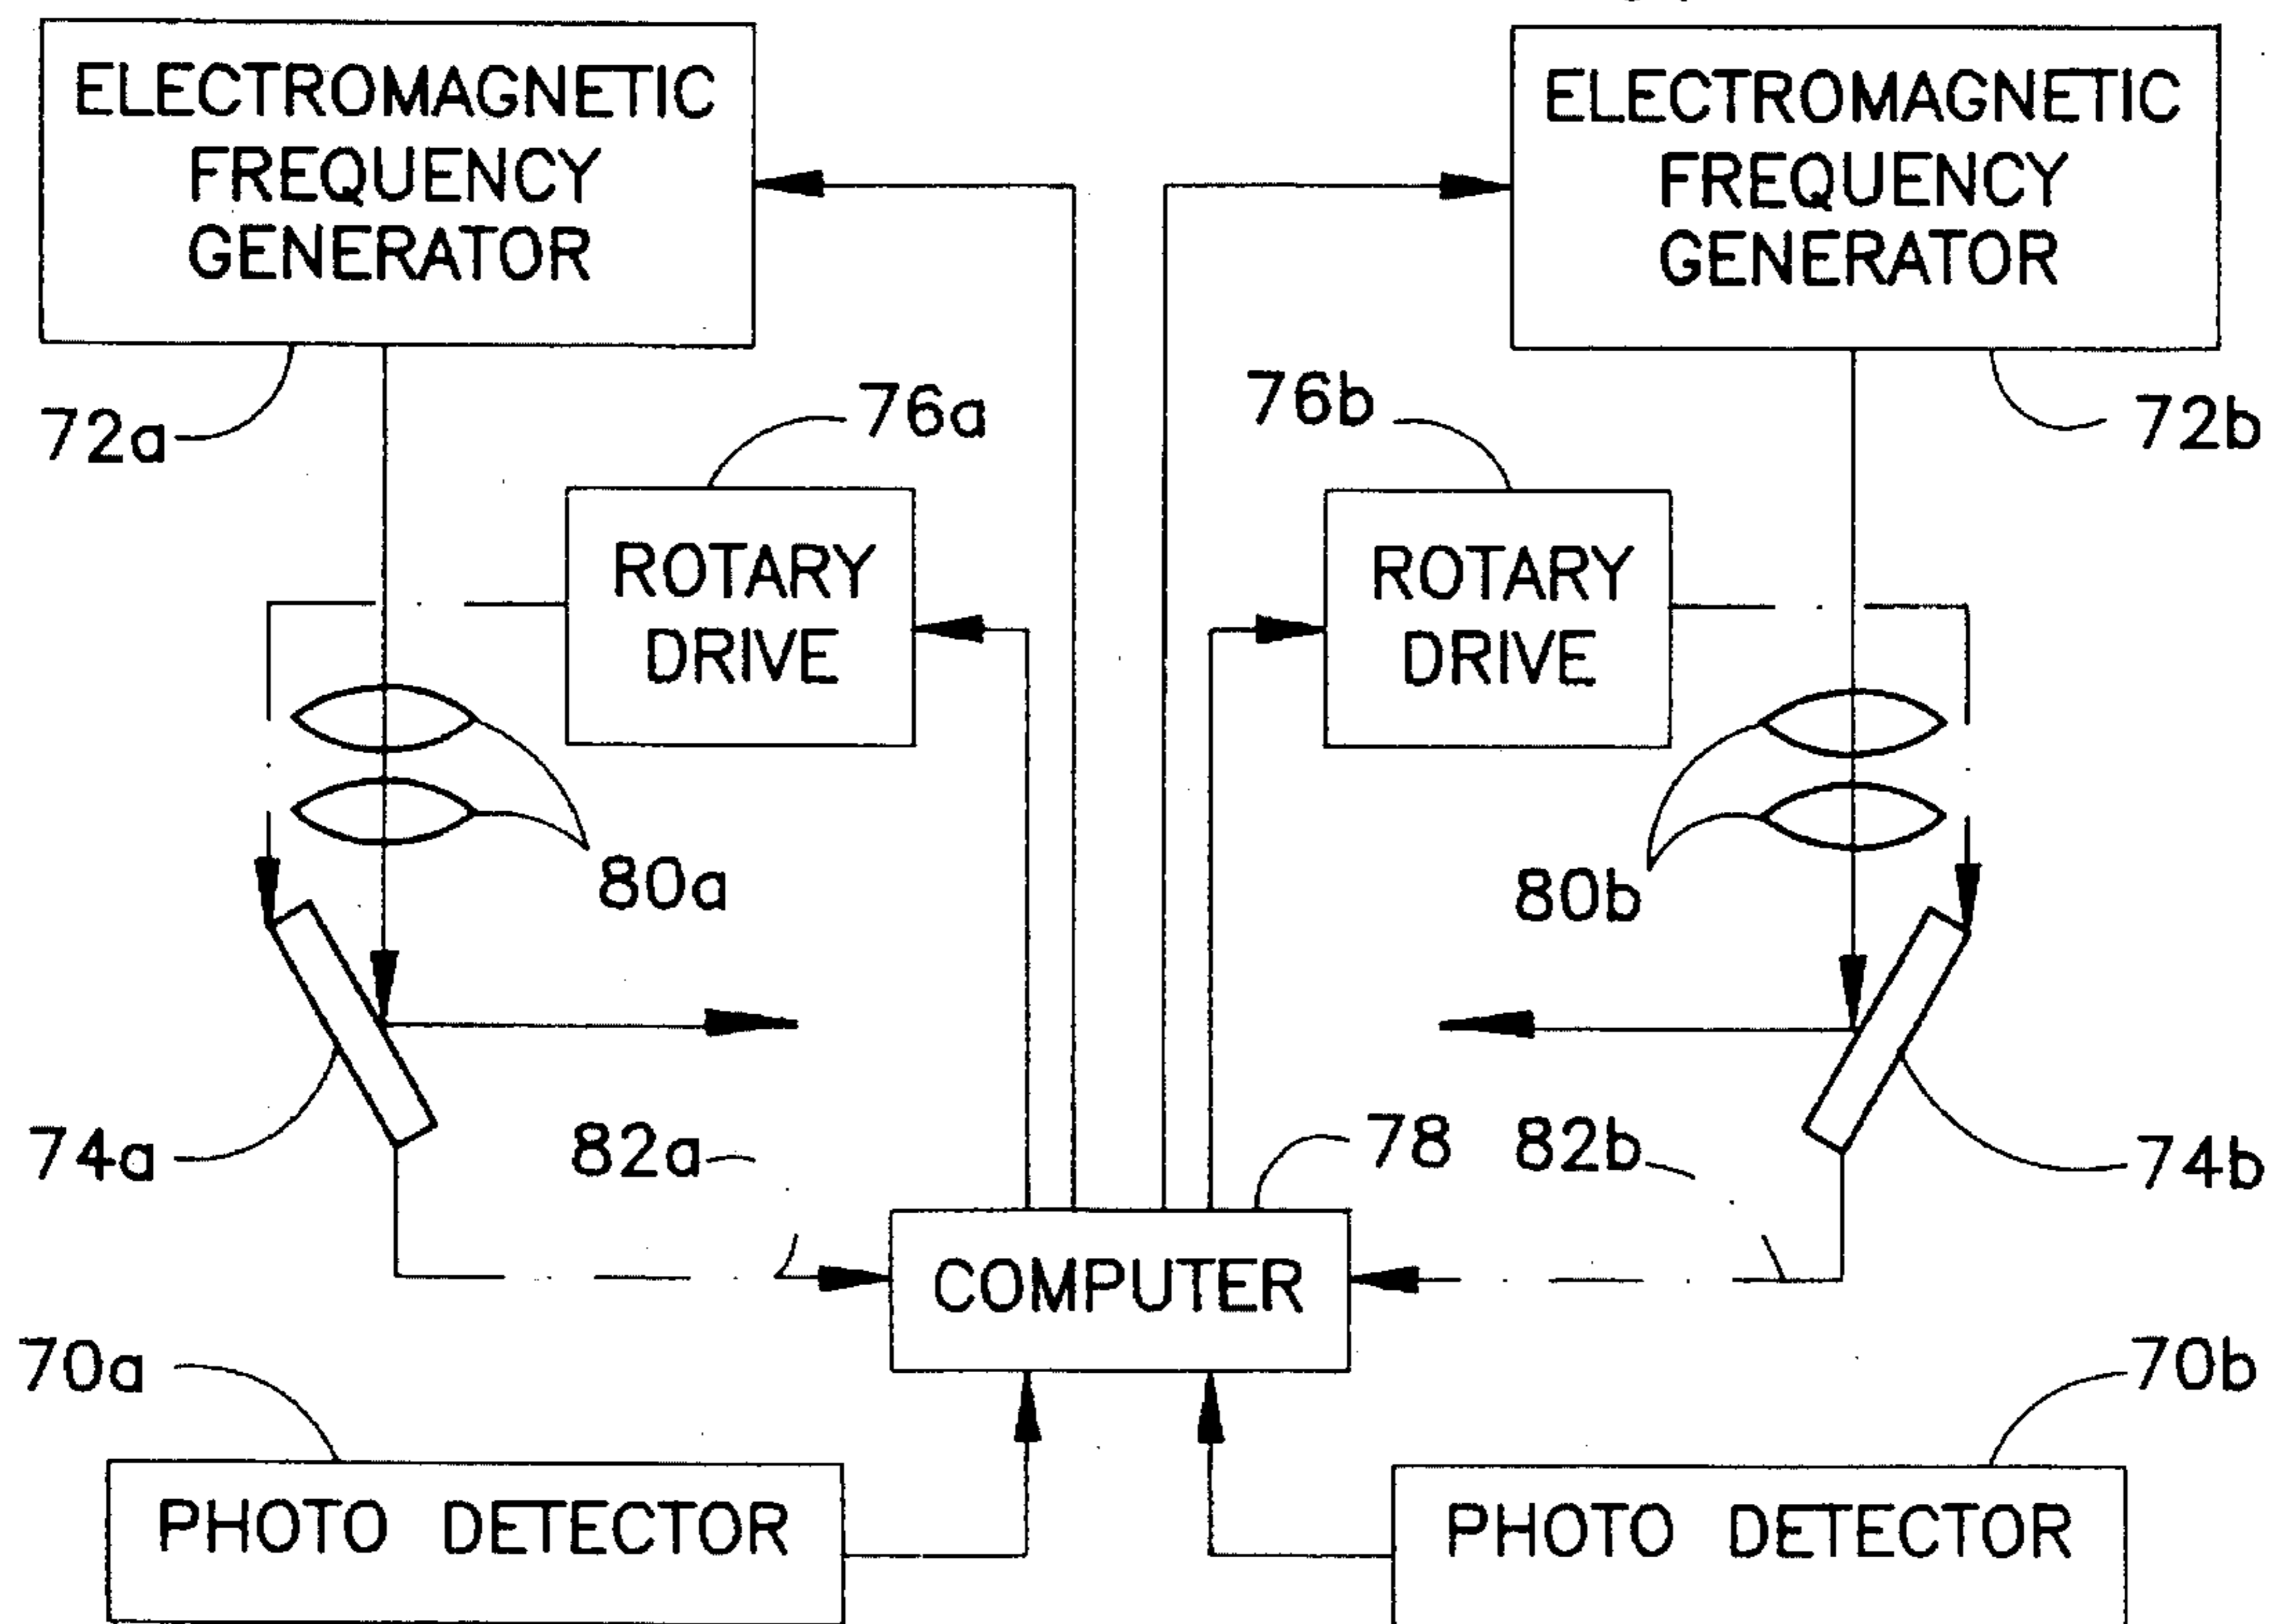 ELECTROMAGNETIC
FREQUENCY
GENERATOR
ELECTROMAGNETIC
FREQUENCY
GENERATOR
72a
76a
76b
72b
ROTARY
DRIVE
ROTARY
DRIVE
80a
80b
74a
82a
78
82b
74b
COMPUTER
70a
70b
PHOTO DETECTOR
PHOTO DETECTOR